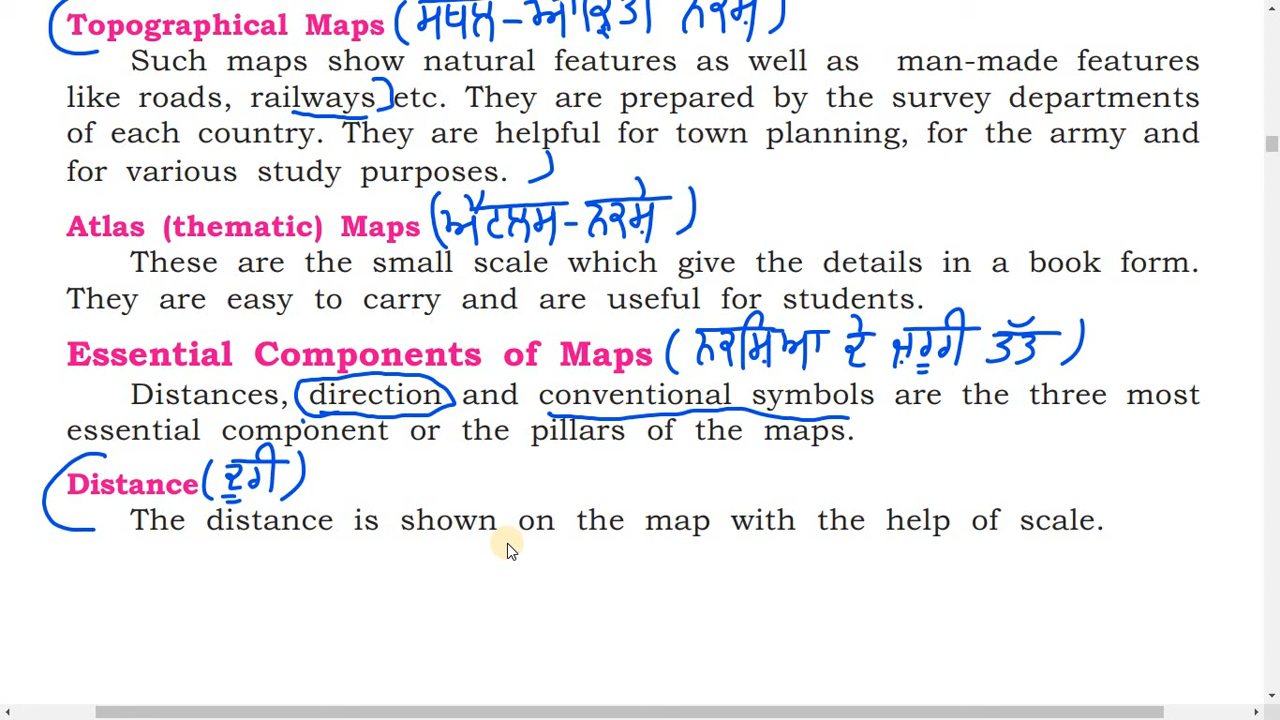 Topographical Maps (ਸਥਲ-ਆਕ੍ਰਿਤੀ ਨਕਸ਼ੇ)
Such maps show natural features as well as man-made features
like roads, railways etc. They are prepared by the survey departments
of each country. They are helpful for town planning, for the army and
for various study purposes.
Atlas (thematic) Maps (ਐਟਲਸ-ਨਕਸ਼ੇ)
These are the small scale which give the details in a book form.
They are easy to carry and are useful for students.
Essential Components of Maps (ਨਕਸ਼ਿਆ ਦੇ ਜ਼ਰੂਰੀ ਤੱਤ)
Distances, direction and conventional symbols are the three most
essential component or the pillars of the maps.
Distance (ਦੂਰੀ)
The distance is shown on the map with the help of scale.